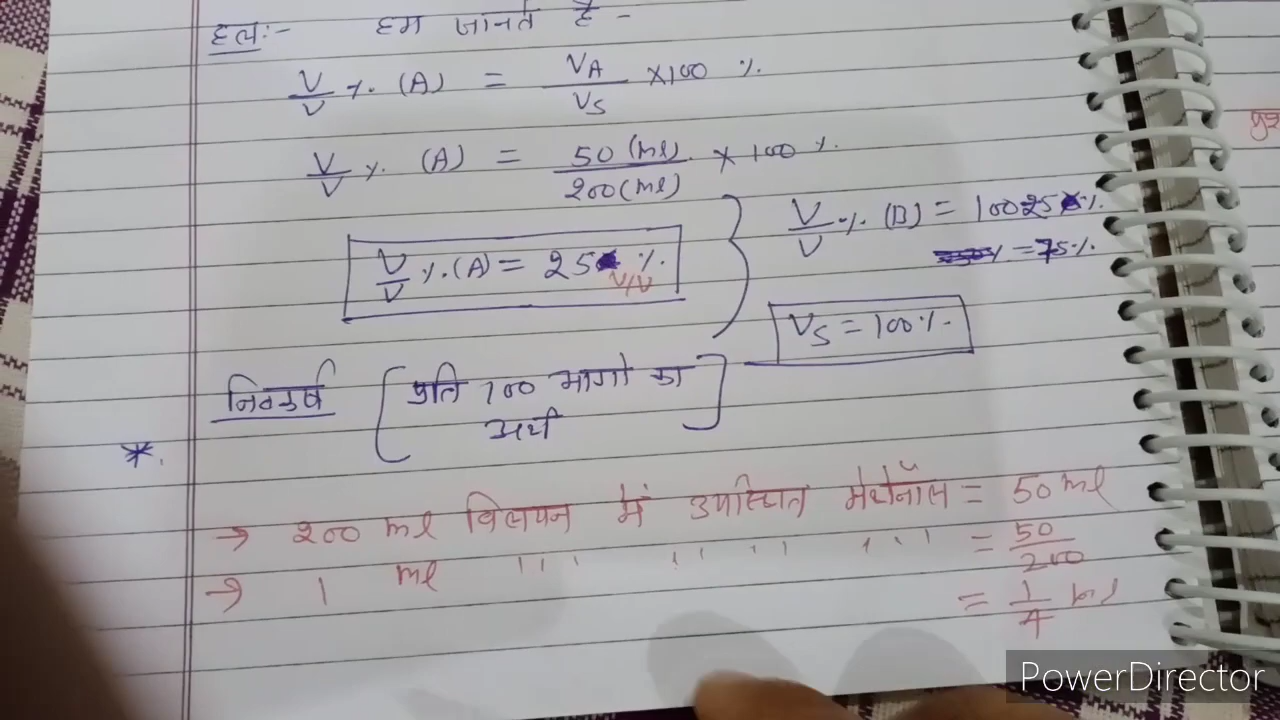 हलः- हम जानते है -
V/V %. (A) = VA/VS × 100 %.
V/V %. (A) = 50 (ml)/200 (ml) × 100 %.
V/V %. (A) = 25 %.
V/V
V/V %. (B) = 100 25 %.
= 75 %.
VS = 100 %.
निष्कर्ष [प्रति 100 भागो का
अर्थ]
*.
→ 200 ml विलयन में उपस्थित मेथेनॉल = 50 ml
→ 1 ml ''' '' '' ''' = 50/200
= 1/4 ml
PowerDirector